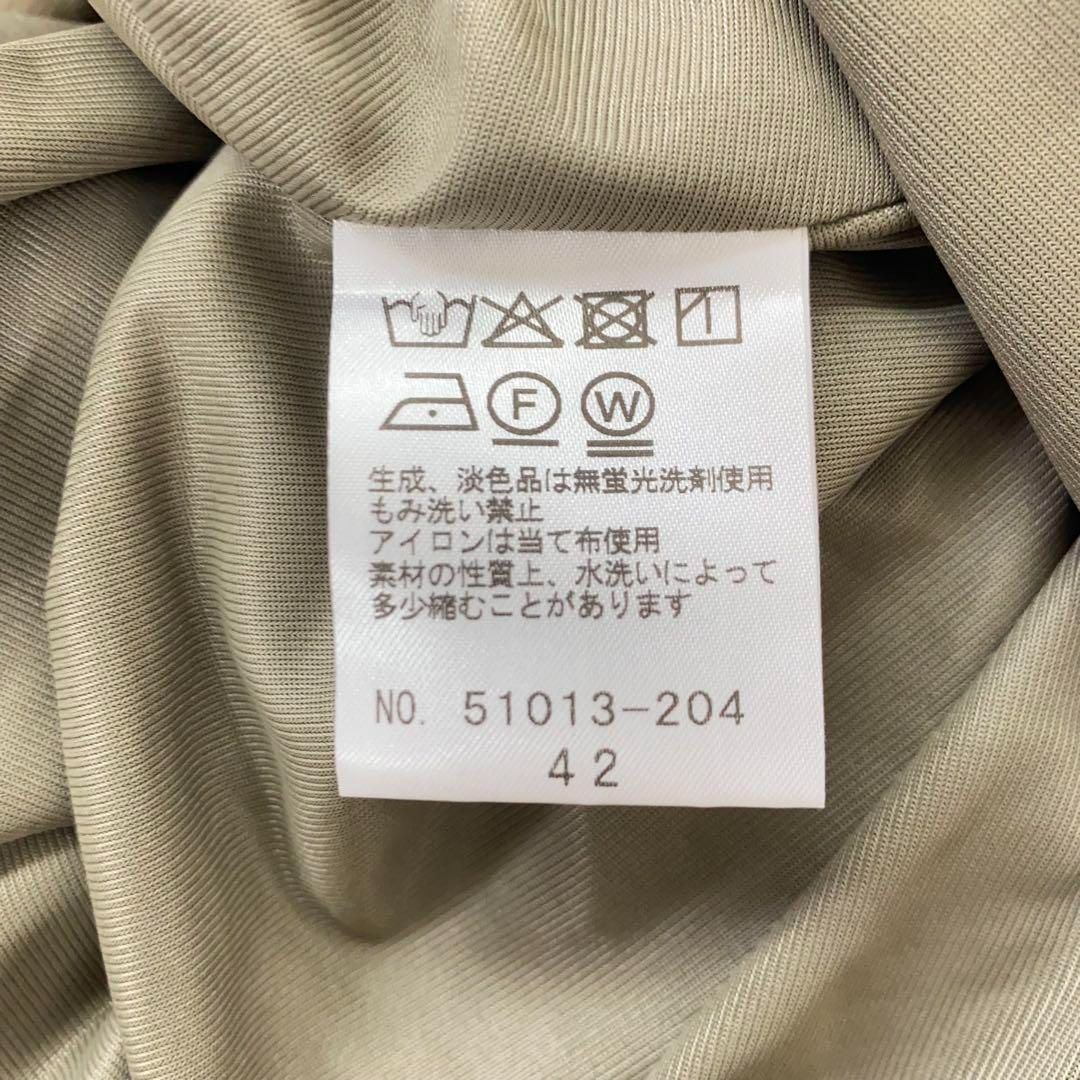 F W
生成、淡色品は無蛍光洗剤使用
もみ洗い禁止
アイロンは当て布使用
素材の性質上、水洗いによって
多少縮むことがあります
NO. 51013-204
42